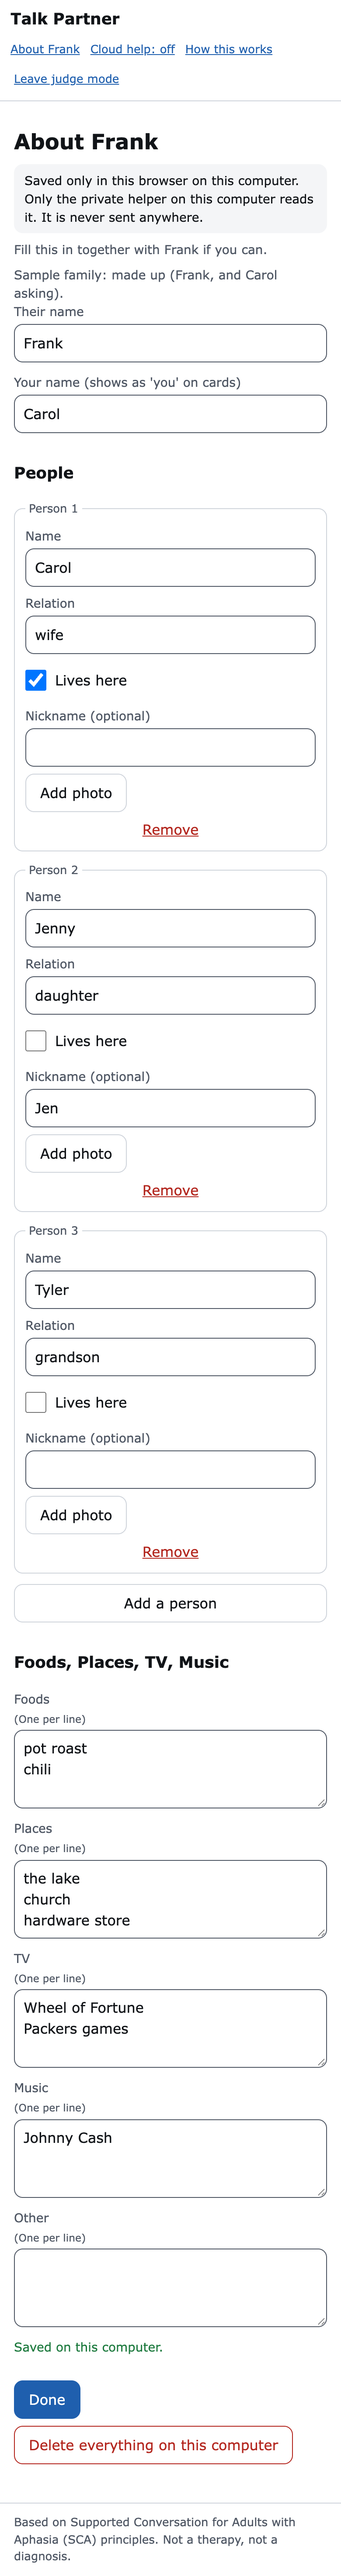 Talk Partner
About Frank Cloud help: off How this works
Leave judge mode
About Frank
Saved only in this browser on this computer.
Only the private helper on this computer reads
it. It is never sent anywhere.
Fill this in together with Frank if you can.
Sample family: made up (Frank, and Carol
asking).
Their name
Frank
Your name (shows as 'you' on cards)
Carol
People
Person 1
Name
Carol
Relation
wife
Lives here
Nickname (optional)
Add photo
Remove
Person 2
Name
Jenny
Relation
daughter
Lives here
Nickname (optional)
Jen
Add photo
Remove
Person 3
Name
Tyler
Relation
grandson
Lives here
Nickname (optional)
Add photo
Remove
Add a person
Foods, Places, TV, Music
Foods
(One per line)
pot roast
chili
Places
(One per line)
the lake
church
hardware store
TV
(One per line)
Wheel of Fortune
Packers games
Music
(One per line)
Johnny Cash
Other
(One per line)
Saved on this computer.
Done
Delete everything on this computer
Based on Supported Conversation for Adults with
Aphasia (SCA) principles. Not a therapy, not a
diagnosis.